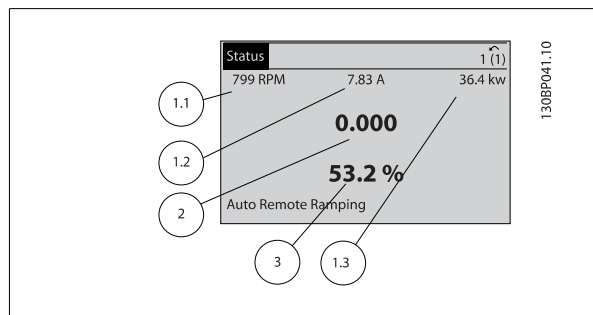 Status
1 (1)
799 RPM 7.83 A 36.4 kw
0.000
53.2 %
Auto Remote Ramping
1.1
1.2
2
3
1.3
130BP041.10